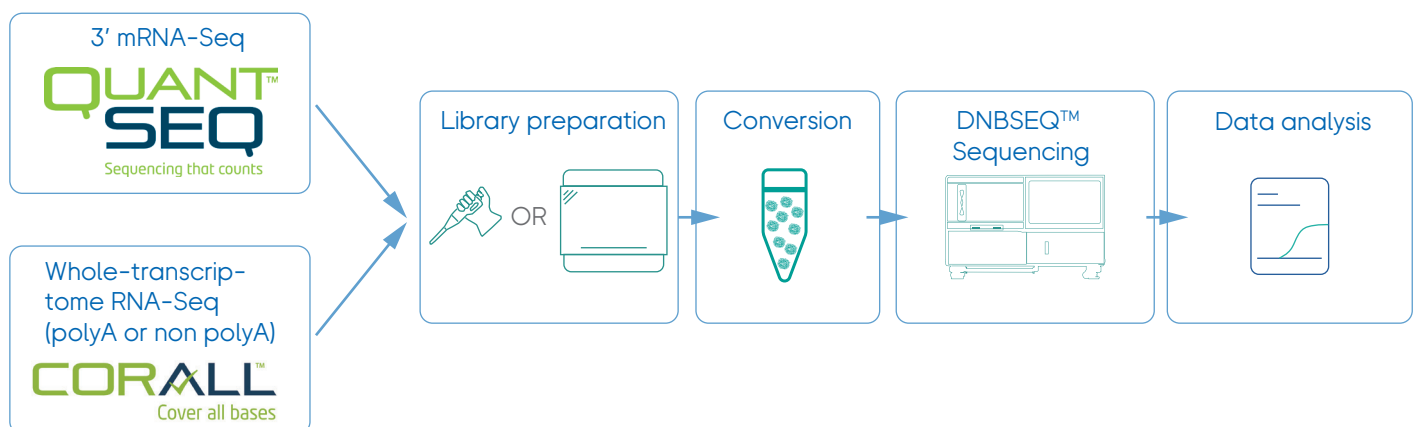 3′ mRNA-Seq
QUANT™
SEQ
Sequencing that counts
Whole-transcrip-
tome RNA-Seq
(polyA or non polyA)
CORALL™
Cover all bases
Library preparation
OR
Conversion
DNBSEQ™
Sequencing
Data analysis